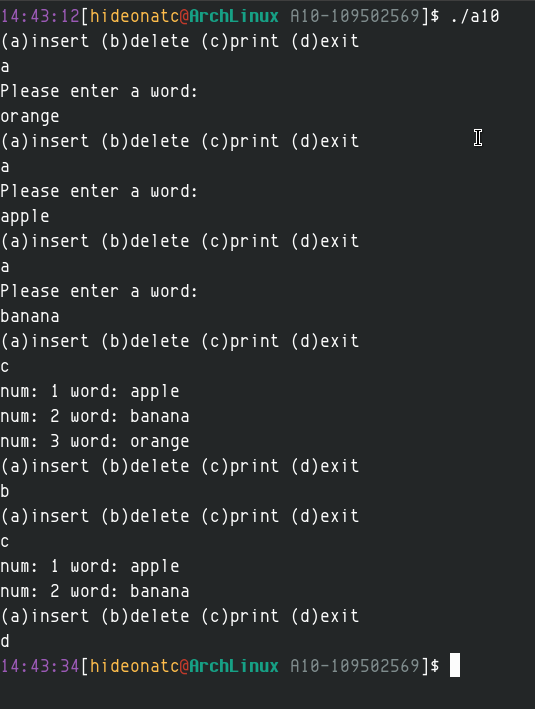 14:43:12[hideonatc@ArchLinux A10-109502569]$ ./a10
(a)insert (b)delete (c)print (d)exit
a
Please enter a word:
orange
(a)insert (b)delete (c)print (d)exit
a
Please enter a word:
apple
(a)insert (b)delete (c)print (d)exit
a
Please enter a word:
banana
(a)insert (b)delete (c)print (d)exit
c
num: 1 word: apple
num: 2 word: banana
num: 3 word: orange
(a)insert (b)delete (c)print (d)exit
b
(a)insert (b)delete (c)print (d)exit
c
num: 1 word: apple
num: 2 word: banana
(a)insert (b)delete (c)print (d)exit
d
14:43:34[hideonatc@ArchLinux A10-109502569]$